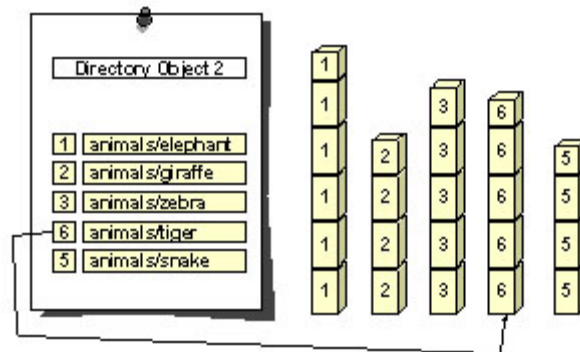 Directory Object 2
1 animals/elephant
2 animals/giraffe
3 animals/zebra
6 animals/tiger
5 animals/snake
1
1 3 6
1 2 3 6 5
1 2 3 6 5
1 2 3 6 5
1 2 3 6 5